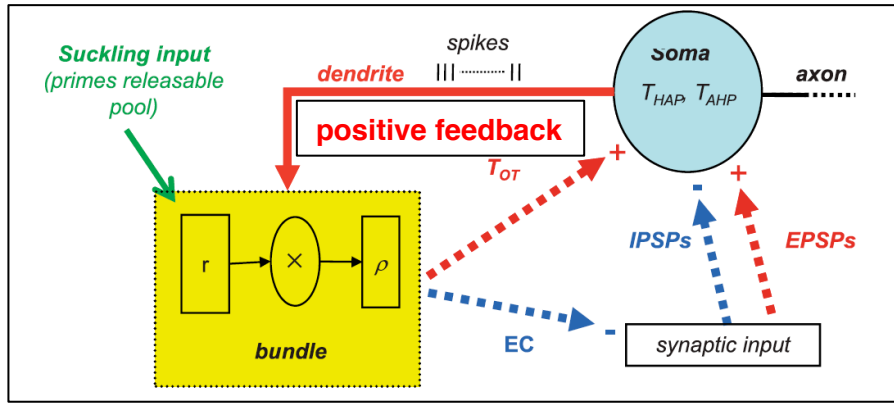 Suckling input
(primes releasable
pool)
spikes
dendrite
positive feedback
T_OT
Soma
T_HAP, T_AHP
axon
+
+
-
IPSPs
EPSPs
r
×
ρ
bundle
EC
-
synaptic input